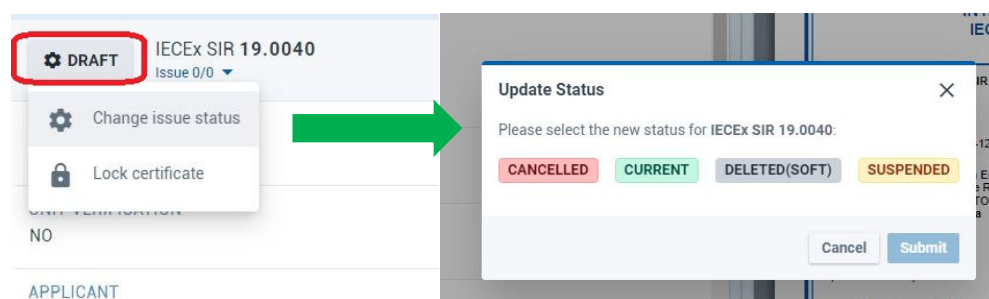 DRAFT
IECEx SIR 19.0040
Issue 0/0
Change issue status
Lock certificate
NO
APPLICANT
Update Status
Please select the new status for IECEx SIR 19.0040:
CANCELLED CURRENT DELETED(SOFT) SUSPENDED
Cancel Submit